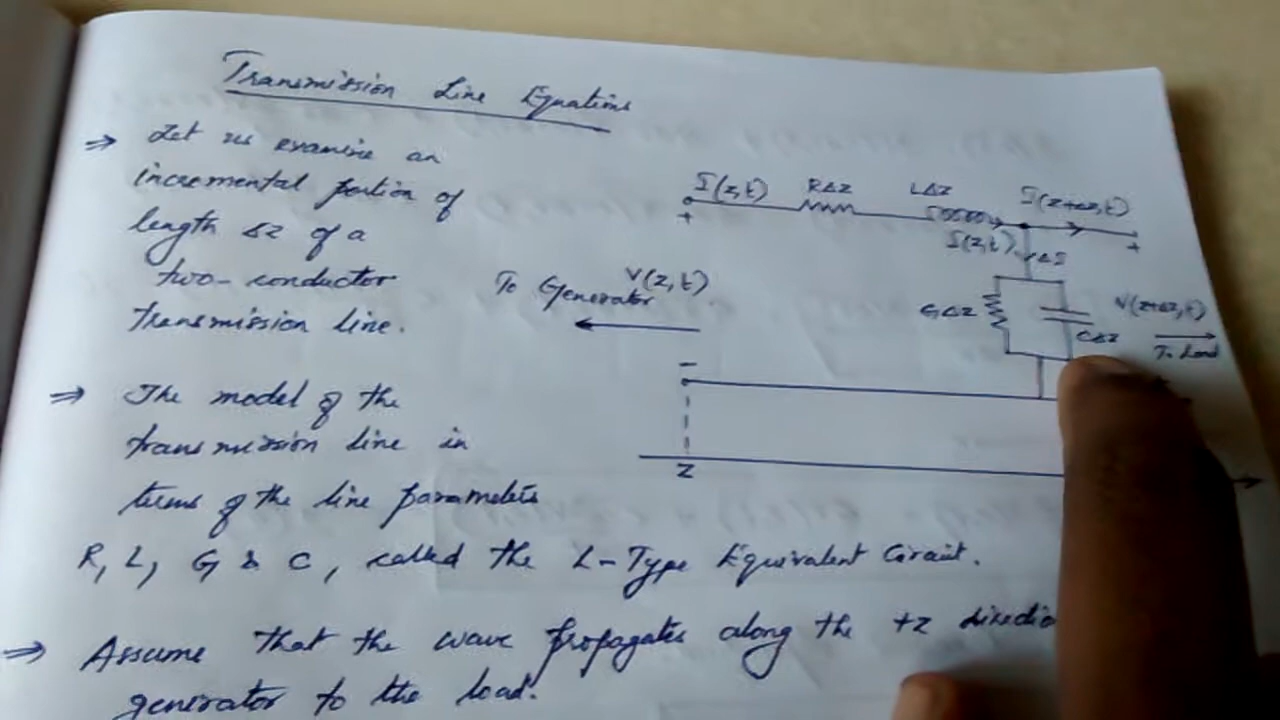 Transmission Line Equations
⇒ Let us examine an
incremental portion of
length Δz of a
two-conductor
transmission line.
I(z,t) RΔz LΔz I(z+Δz,t)
+ +
I(z,t) ΔI
To Generator V(z,t)
GΔz CΔz V(z+Δz,t)
To Load
−
z
⇒ The model of the
transmission line in
terms of the line parameters
R, L, G & C, called the L-Type Equivalent Circuit.
⇒ Assume that the wave propagates along the +z directio
generator to the load.